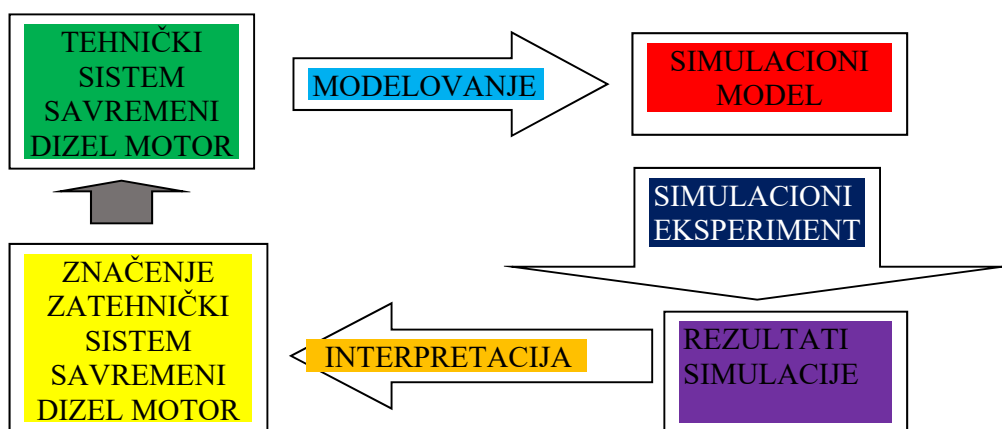 TEHNIČKI
SISTEM
SAVREMENI
DIZEL MOTOR
MODELOVANJE
SIMULACIONI
MODEL
SIMULACIONI
EKSPERIMENT
ZNAČENJE
ZATEHNIČKI
SISTEM
SAVREMENI
DIZEL MOTOR
INTERPRETACIJA
REZULTATI
SIMULACIJE